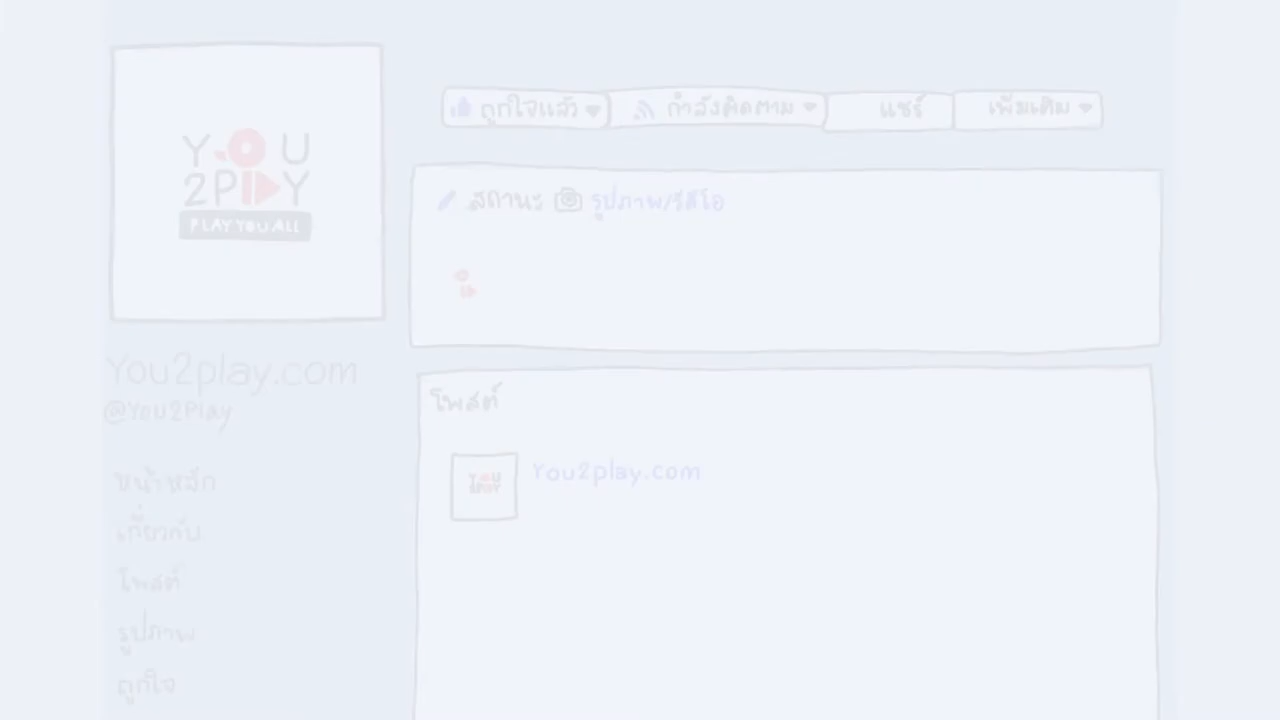 Y U
2PLAY
PLAY YOU ALL
ถูกใจแล้ว กำลังติดตาม แชร์ เพิ่มเติม
สถานะ รูปภาพ/วีดีโอ
You2play.com
@You2Play
โพสต์
YOU
2PLAY
You2play.com
หน้าหลัก
เกี่ยวกับ
โพสต์
รูปภาพ
ถูกใจ